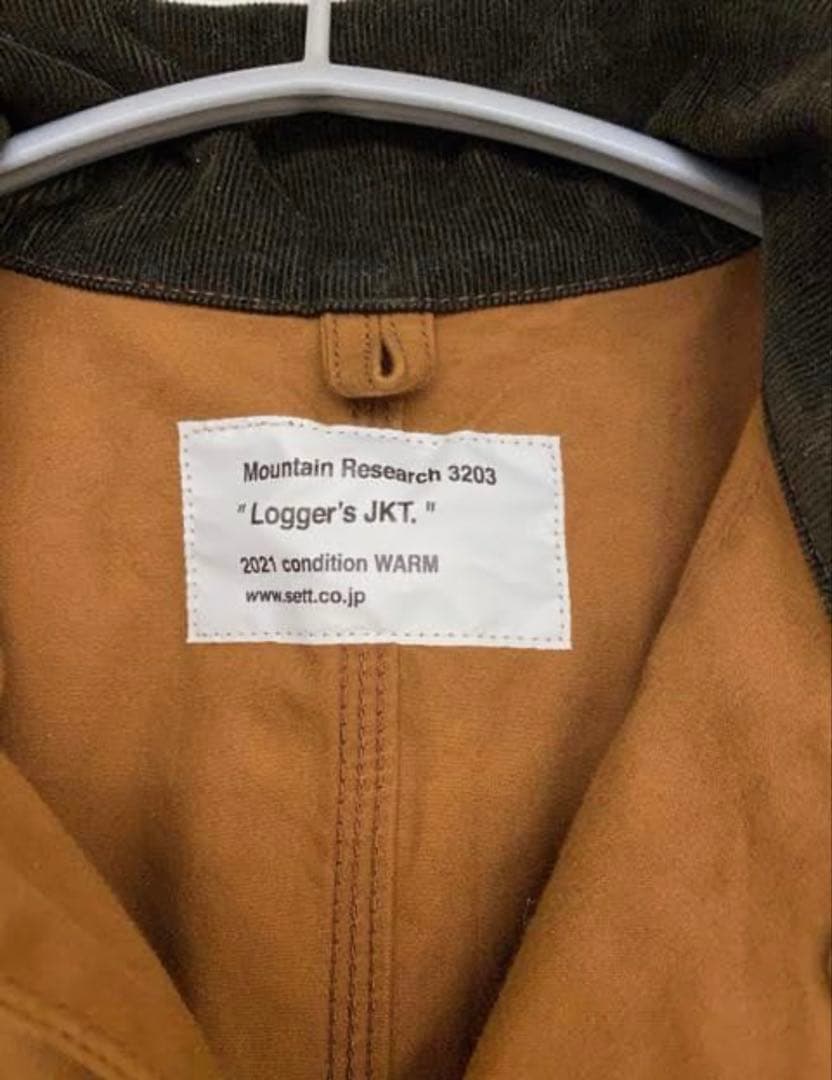 Mountain Research 3203
"Logger's JKT."
2021 condition WARM
www.sett.co.jp